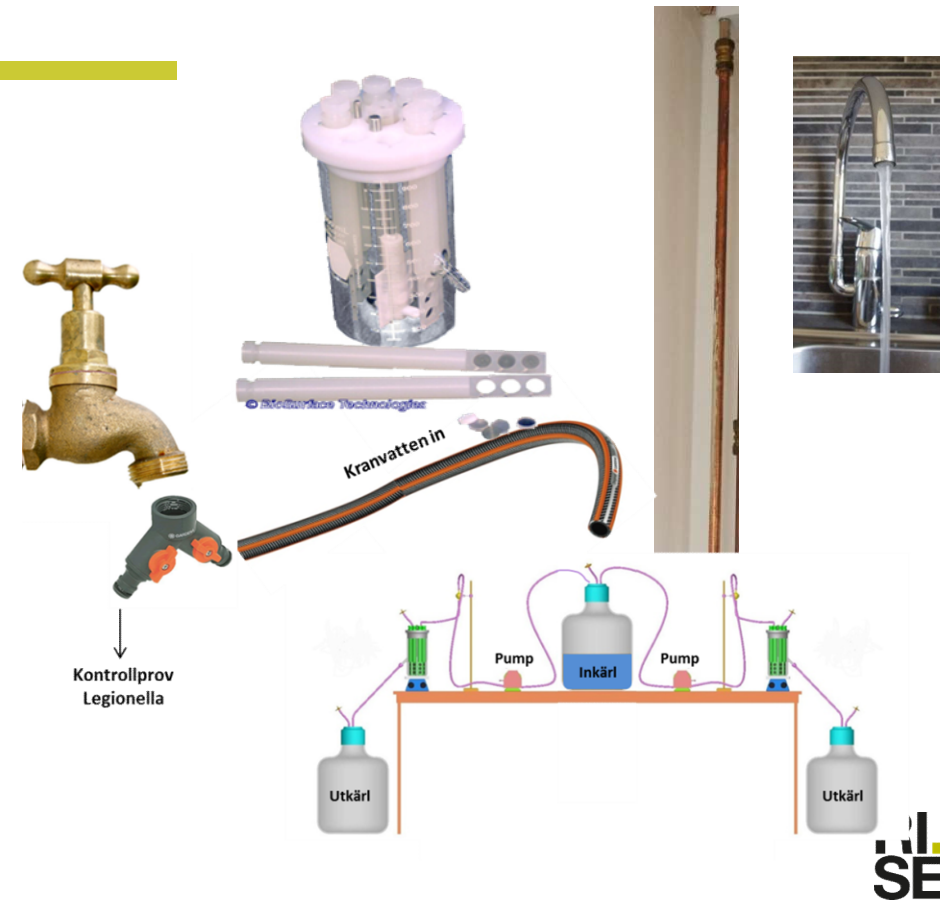 © BioSurface Technologies
Kranvatten in
Kontrollprov
Legionella
Pump
Inkärl
Pump
Utkärl
Utkärl
RI.
SE